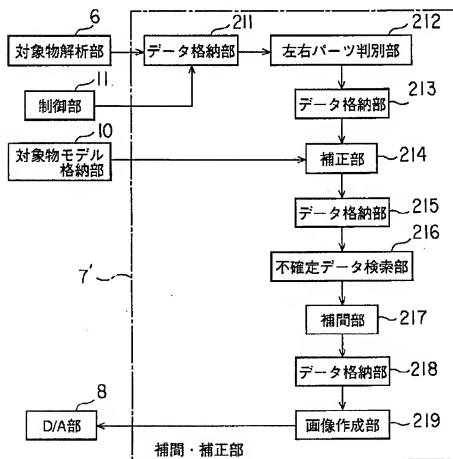 6
対象物解析部
211
データ格納部
212
左右パーツ判別部
11
制御部
213
データ格納部
10
対象物モデル
格納部
補正部
214
データ格納部
215
216
不確定データ検索部
7'
補間部
217
データ格納部
218
8
D/A部
画像作成部
219
補間・補正部